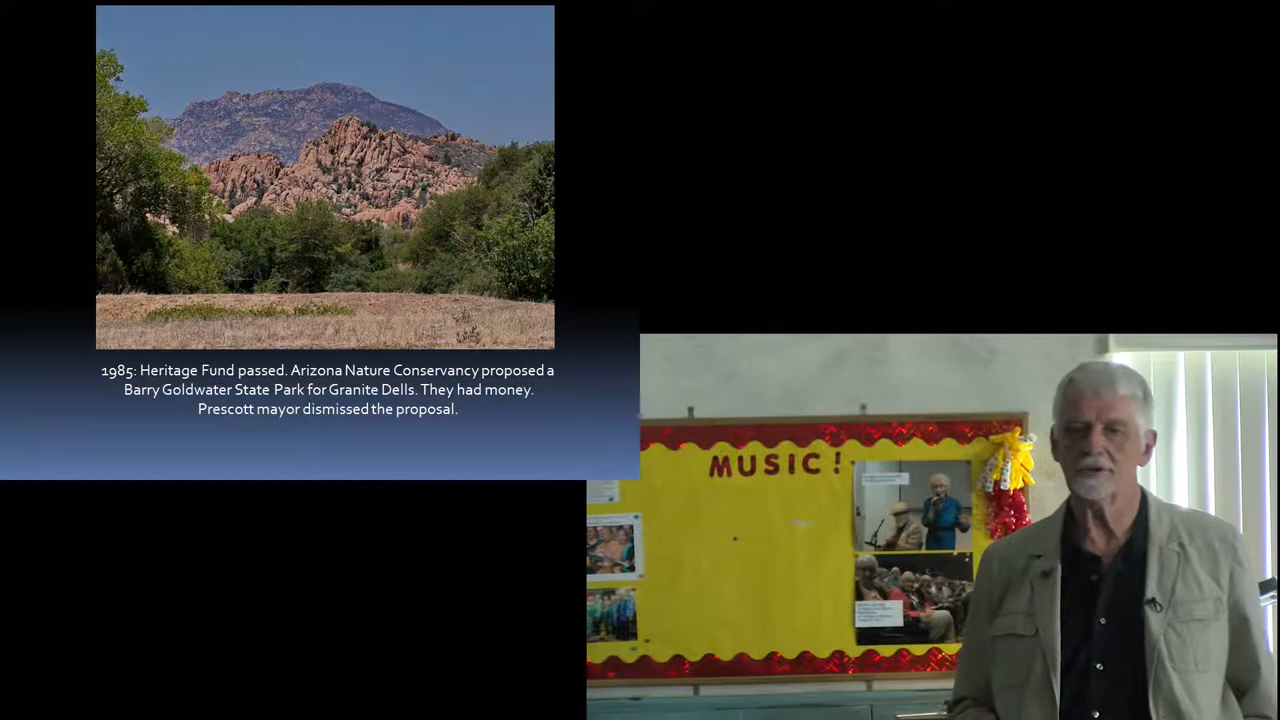 1985: Heritage Fund passed. Arizona Nature Conservancy proposed a
Barry Goldwater State Park for Granite Dells. They had money.
Prescott mayor dismissed the proposal.
MUSIC!